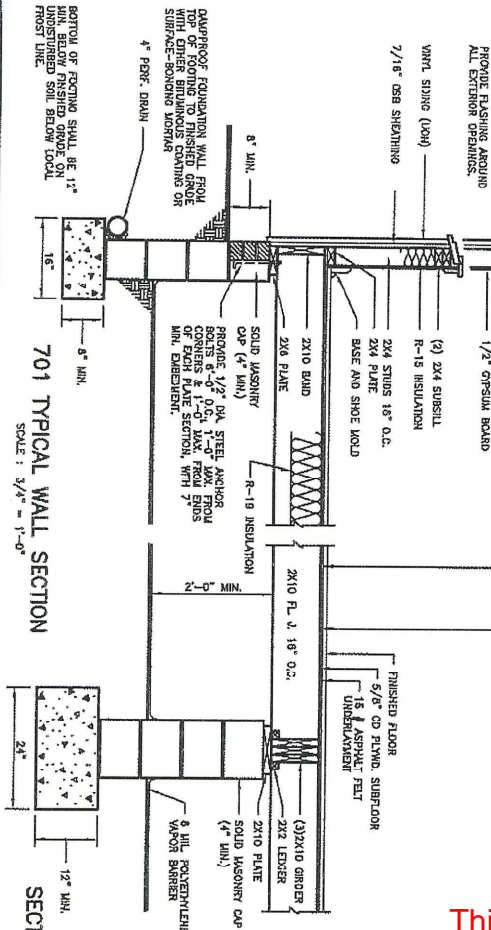 PROVIDE FLASHING AROUND
ALL EXTERIOR OPENINGS.
VINYL SIDING (UON)
7/16" OSB SHEATHING
1/2" GYPSUM BOARD
(2) 2X4 SUBSILL
R-15 INSULATION
2X4 STUDS 16" O.C.
2X4 PLATE
BASE AND SHOE MOLD
2X10 BAND
2X6 PLATE
SOLID MASONRY
CAP (4" MIN.)
PROVIDE 1/2" DIA. STEEL ANCHOR
BOLTS 6'-0" O.C., 1'-0" MAX. FROM
CORNERS & 1'-0" MAX. FROM ENDS
OF EACH PLATE SECTION, WITH 7"
MIN. EMBEDMENT.
R-19 INSULATION
8" MIN.
DAMPPROOF FOUNDATION WALL FROM
TOP OF FOOTING TO FINISHED GRADE
WITH EITHER BITUMINOUS COATING OR
SURFACE-BONDING MORTAR
4" PERF. DRAIN
BOTTOM OF FOOTING SHALL BE 12"
MIN. BELOW FINISHED GRADE ON
UNDISTURBED SOIL BELOW LOCAL
FROST LINE.
16"
8" MIN.
2'-0" MIN.
2X10 FL. J. 16" O.C.
FINISHED FLOOR
5/8" CD PLYWD. SUBFLOOR
15 # ASPHALT FELT
UNDERLAYMENT
(3)2X10 GIRDER
2X2 LEDGER
2X10 PLATE
SOLID MASONRY CAP
(4" MIN.)
6 MIL POLYETHYLENE
VAPOR BARRIER
24"
12" MIN.
701 TYPICAL WALL SECTION
SCALE : 3/4" = 1'-0"
SECT
Thi